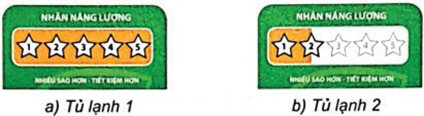 NHÃN NĂNG LƯỢNG
1 2 3 4 5
NHIỀU SAO HƠN - TIẾT KIỆM HƠN
a) Tủ lạnh 1
NHÃN NĂNG LƯỢNG
1 2 3 4 5
NHIỀU SAO HƠN - TIẾT KIỆM HƠN
b) Tủ lạnh 2